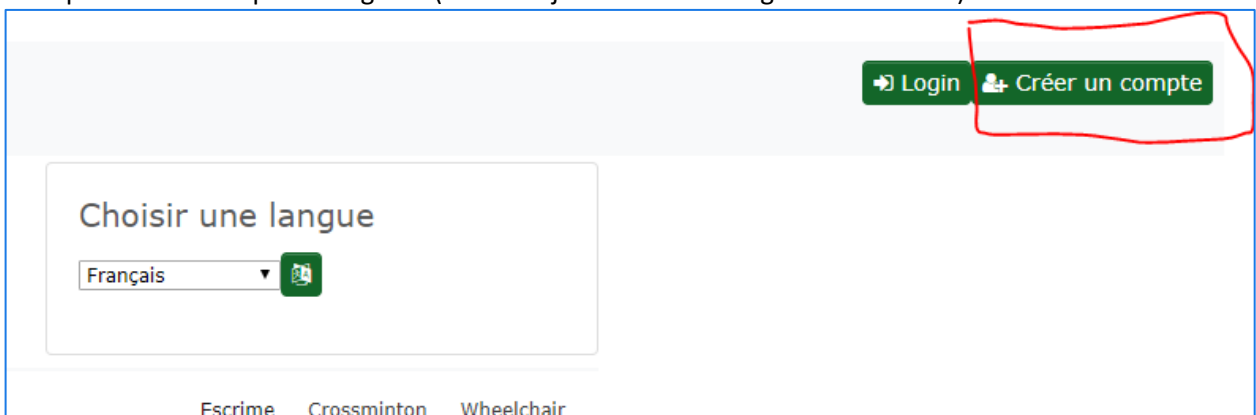 Login Créer un compte
Choisir une langue
Français
Escrime Crossminton Wheelchair